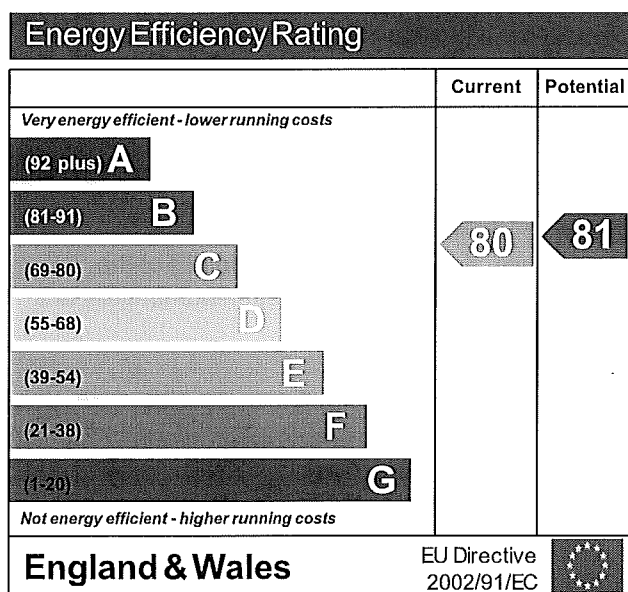 Energy Efficiency Rating
Current Potential
Very energy efficient - lower running costs
(92 plus) A
(81-91) B
(69-80) C
(55-68) D
(39-54) E
(21-38) F
(1-20) G
80
81
Not energy efficient - higher running costs
England & Wales
EU Directive
2002/91/EC